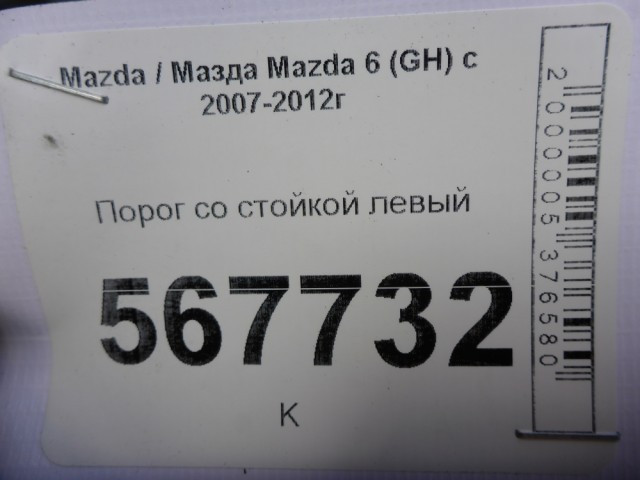 Mazda / Мазда Mazda 6 (GH) с
2007-2012г
Порог со стойкой левый
567732
К
2000005376580